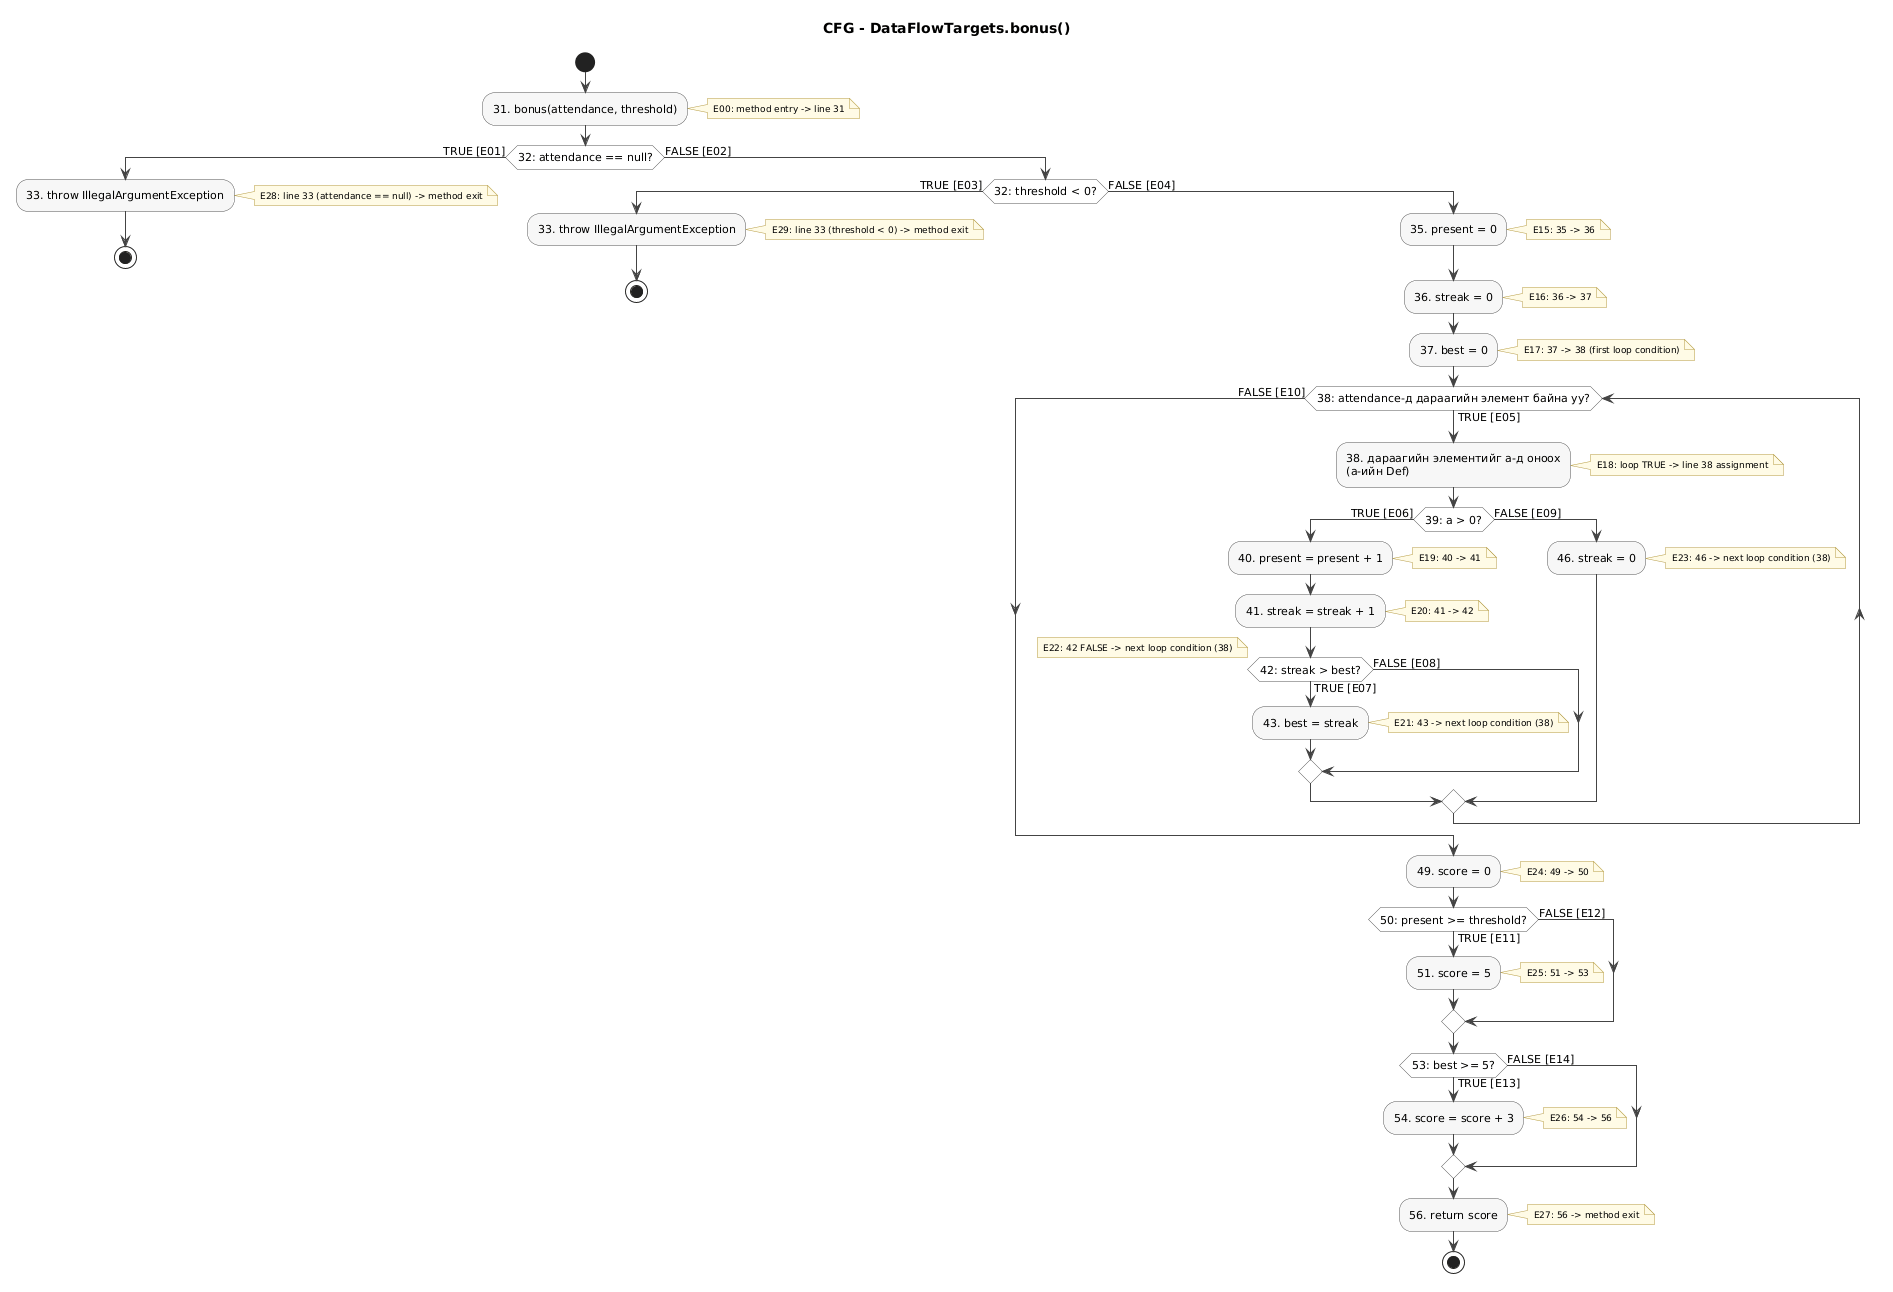 CFG - DataFlowTargets.bonus()
31. bonus(attendance, threshold)
E00: method entry -> line 31
TRUE [E01]
32: attendance == null?
FALSE [E02]
33. throw IllegalArgumentException
E28: line 33 (attendance == null) -> method exit
TRUE [E03]
32: threshold < 0?
FALSE [E04]
33. throw IllegalArgumentException
E29: line 33 (threshold < 0) -> method exit
35. present = 0
E15: 35 -> 36
36. streak = 0
E16: 36 -> 37
37. best = 0
E17: 37 -> 38 (first loop condition)
FALSE [E10]
38: attendance-д дараагийн элемент байна уу?
TRUE [E05]
38. дараагийн элементийг a-д оноох
(a-ийн Def)
E18: loop TRUE -> line 38 assignment
TRUE [E06]
39: a > 0?
FALSE [E09]
40. present = present + 1
E19: 40 -> 41
46. streak = 0
E23: 46 -> next loop condition (38)
41. streak = streak + 1
E20: 41 -> 42
E22: 42 FALSE -> next loop condition (38)
42: streak > best?
FALSE [E08]
TRUE [E07]
43. best = streak
E21: 43 -> next loop condition (38)
49. score = 0
E24: 49 -> 50
50: present >= threshold?
FALSE [E12]
TRUE [E11]
51. score = 5
E25: 51 -> 53
53: best >= 5?
FALSE [E14]
TRUE [E13]
54. score = score + 3
E26: 54 -> 56
56. return score
E27: 56 -> method exit